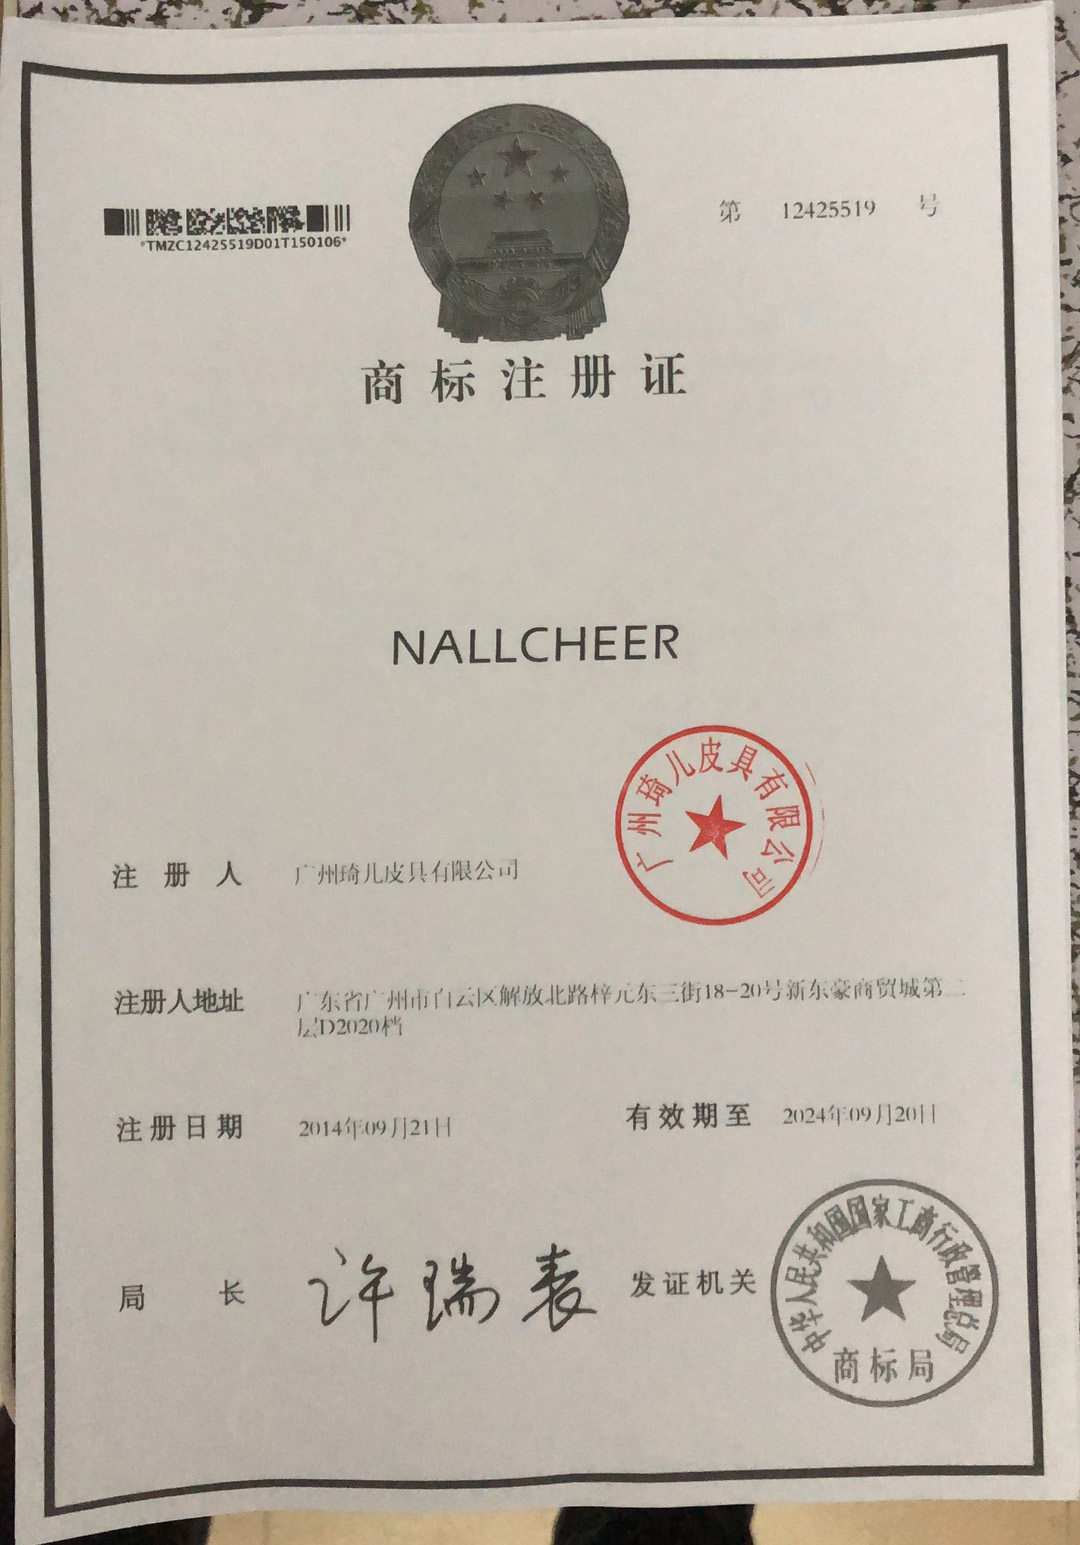 *TMZC12425519D01T150106*
第 12425519 号
商标注册证
NALLCHEER
广州琦儿皮具有限公司
注册人 广州琦儿皮具有限公司
注册人地址 广东省广州市白云区解放北路梓元东三街18-20号新东豪商贸城第二
层D2020档
注册日期 2014年09月21日 有效期至 2024年09月20日
局长 许瑞表 发证机关
中华人民共和国国家工商行政管理总局
商标局